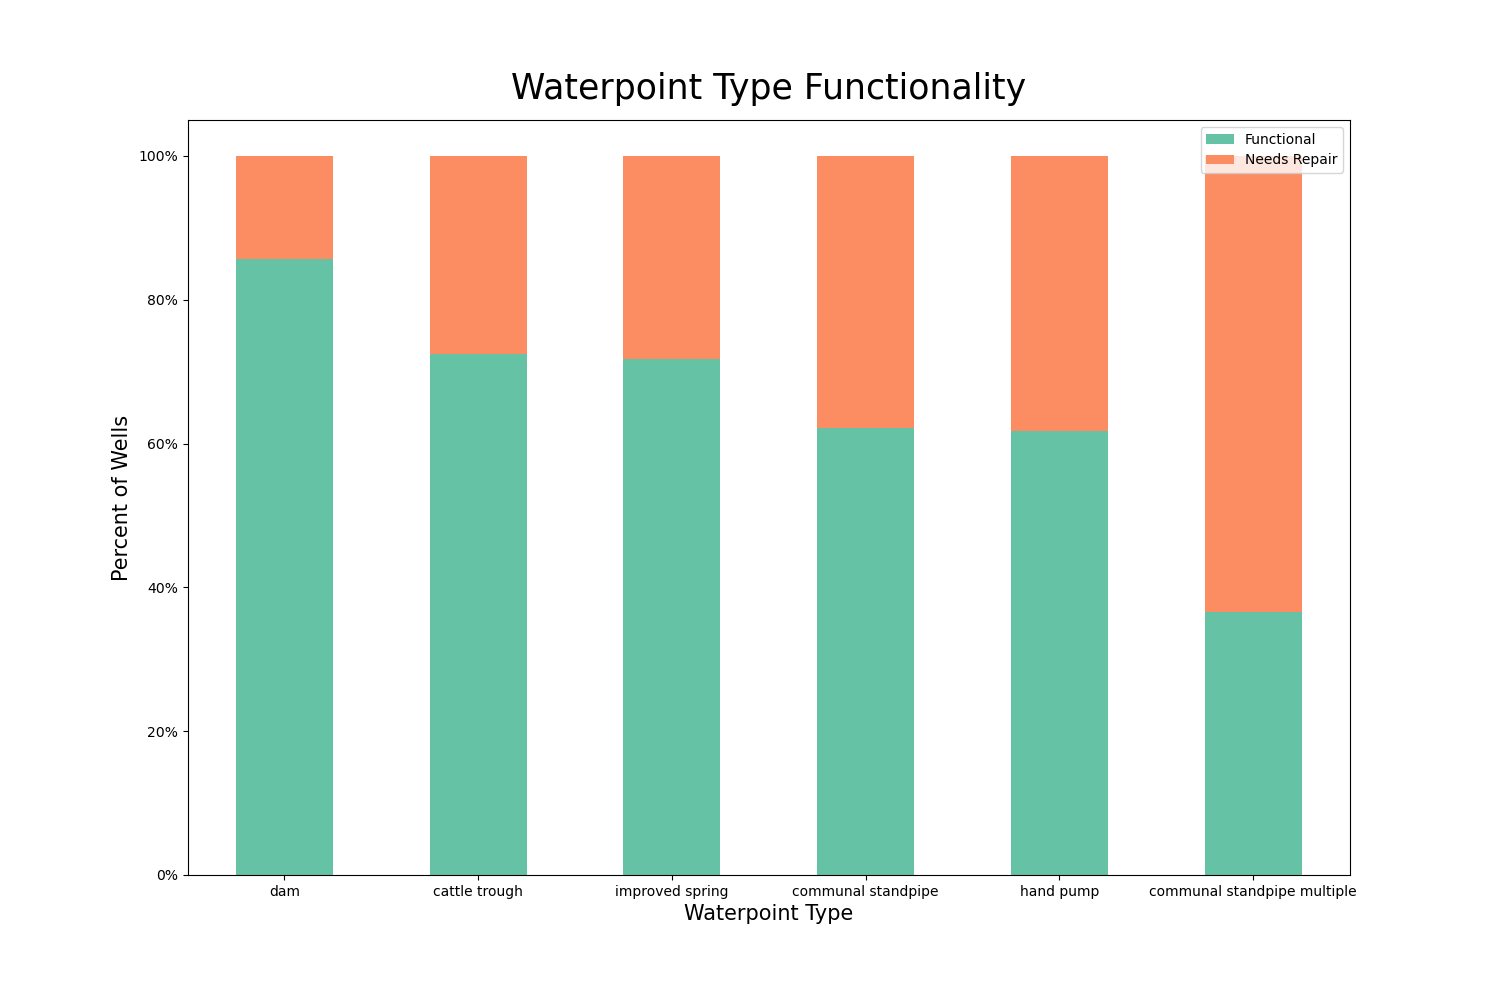 Waterpoint Type Functionality
Functional
Needs Repair
100%
80%
60%
40%
20%
0%
Percent of Wells
dam cattle trough improved spring communal standpipe hand pump communal standpipe multiple
Waterpoint Type